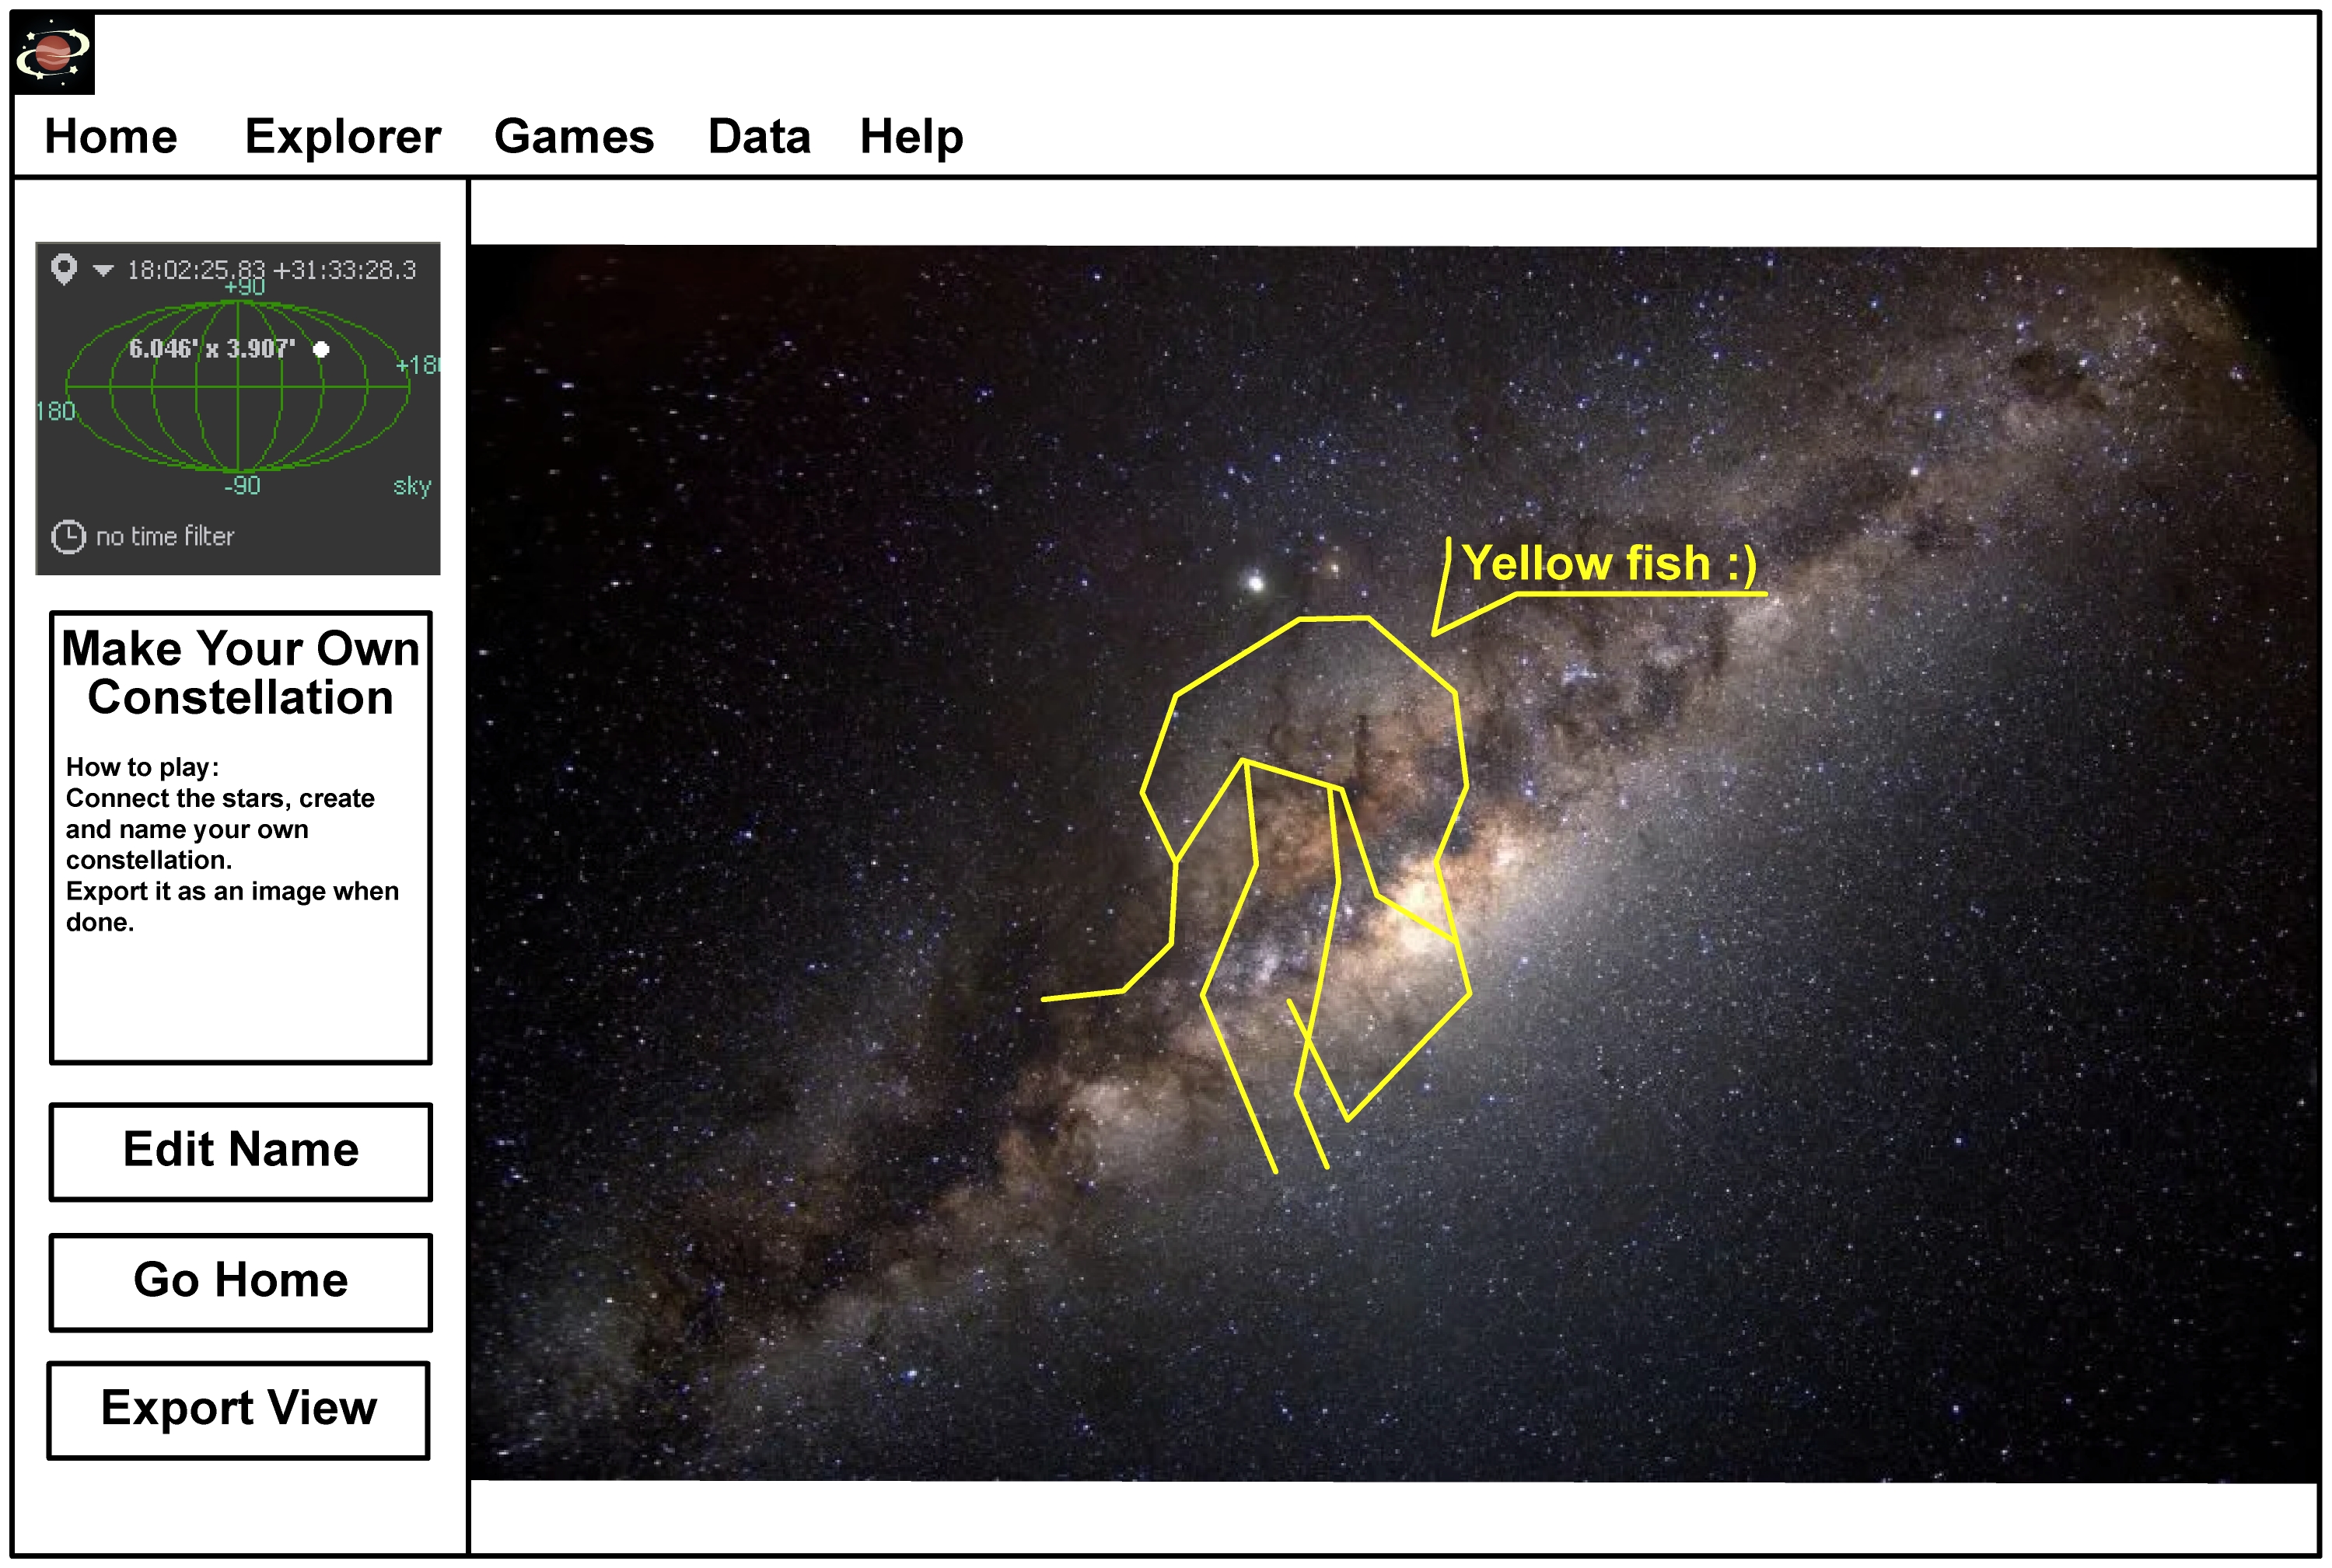 Home Explorer Games Data Help
18:02:25.83 +31:33:28.3
+90
6.046' x 3.907'
+18
180
-90
sky
no time filter
Make Your Own
Constellation
How to play:
Connect the stars, create
and name your own
constellation.
Export it as an image when
done.
Edit Name
Go Home
Export View
Yellow fish :)